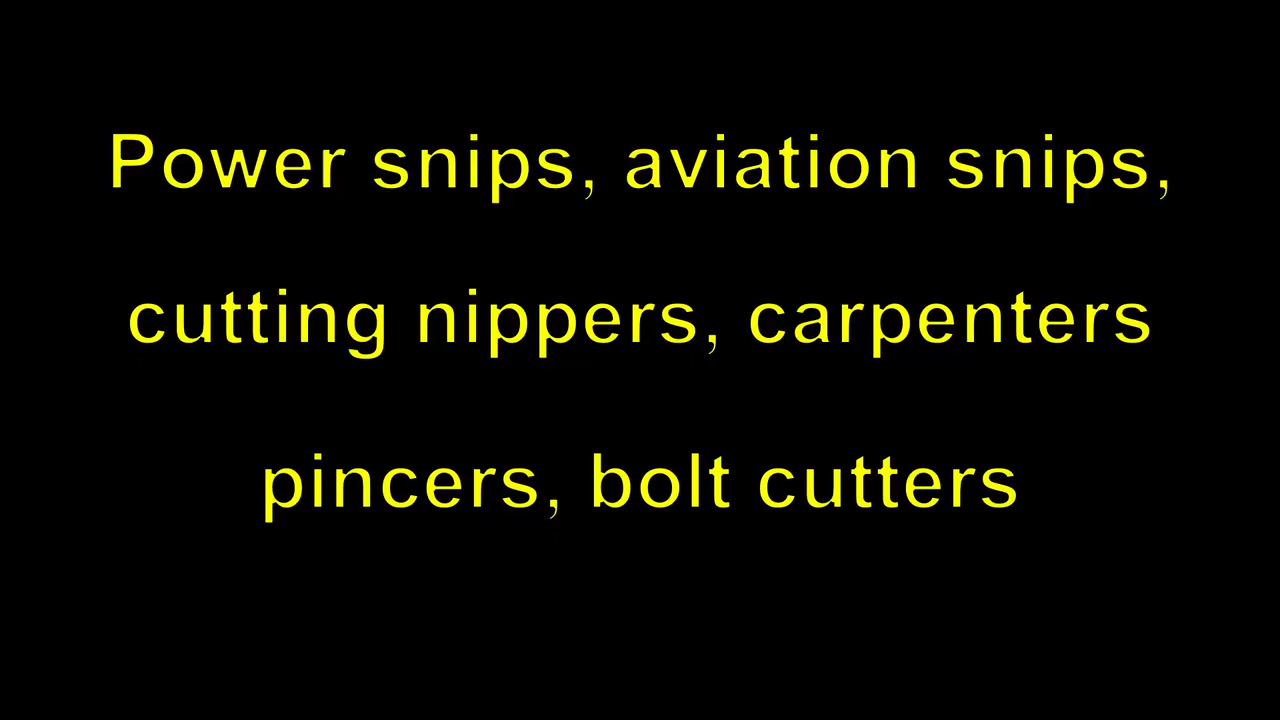 Power snips, aviation snips,
cutting nippers, carpenters
pincers, bolt cutters